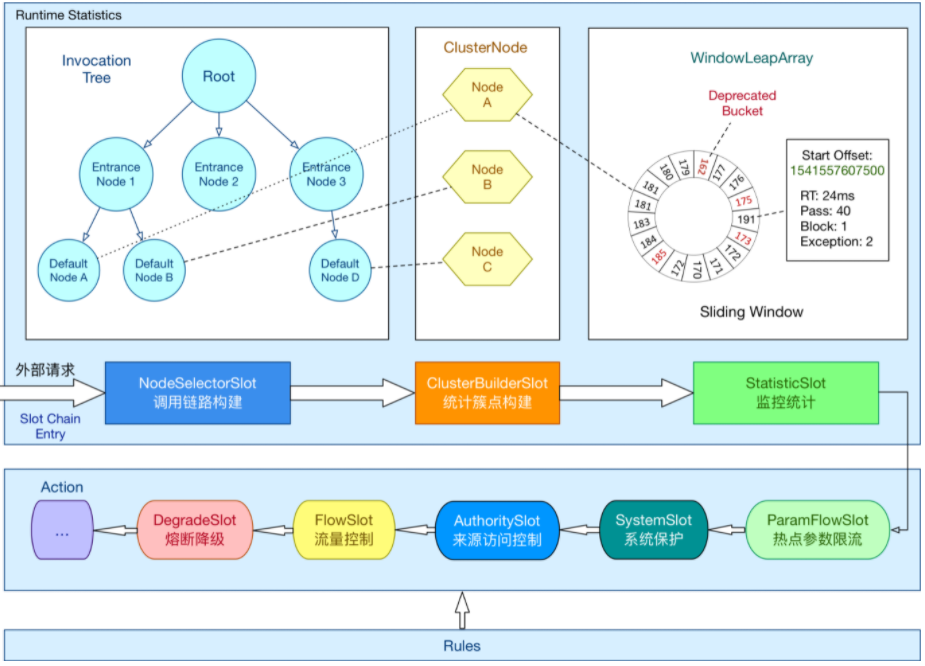 Runtime Statistics
Invocation
Tree
Root
Entrance
Node 1
Entrance
Node 2
Entrance
Node 3
Default
Node A
Default
Node B
Default
Node D
ClusterNode
Node
A
Node
B
Node
C
WindowLeapArray
Deprecated
Bucket
162
177
176
175
191
173
172
171
170
172
185
184
183
181
181
180
179
Start Offset:
1541557607500
RT: 24ms
Pass: 40
Block: 1
Exception: 2
Sliding Window
外部请求
Slot Chain
Entry
NodeSelectorSlot
调用链路构建
ClusterBuilderSlot
统计簇点构建
StatisticSlot
监控统计
Action
...
DegradeSlot
熔断降级
FlowSlot
流量控制
AuthoritySlot
来源访问控制
SystemSlot
系统保护
ParamFlowSlot
热点参数限流
Rules